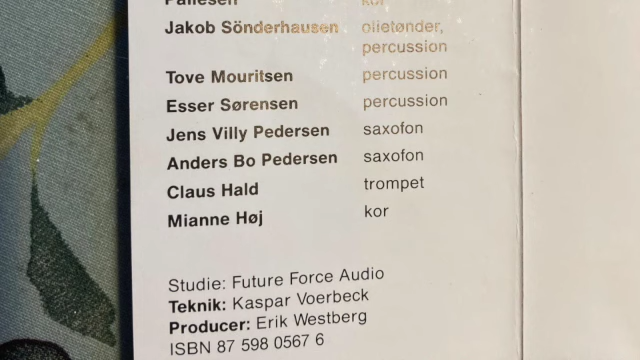 Pallesen kor
Jakob Sönderhausen olietønder,
percussion
Tove Mouritsen percussion
Esser Sørensen percussion
Jens Villy Pedersen saxofon
Anders Bo Pedersen saxofon
Claus Hald trompet
Mianne Høj kor
Studie: Future Force Audio
Teknik: Kaspar Voerbeck
Producer: Erik Westberg
ISBN 87 598 0567 6